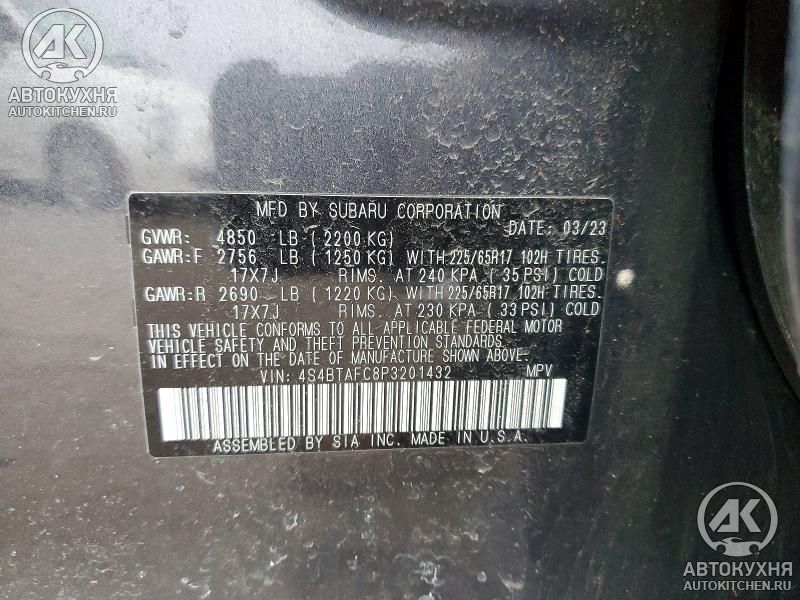 AK
АВТОКУХНЯ
AUTOKITCHEN.RU
MFD BY SUBARU CORPORATION
DATE: 03/23
GVWR: 4850 LB ( 2200 KG)
GAWR:F 2756 LB ( 1250 KG) WITH 225/65R17 102H TIRES.
17X7J RIMS. AT 240 KPA ( 35 PSI) COLD
GAWR:R 2690 LB ( 1220 KG) WITH 225/65R17 102H TIRES.
17X7J RIMS. AT 230 KPA ( 33 PSI) COLD
THIS VEHICLE CONFORMS TO ALL APPLICABLE FEDERAL MOTOR
VEHICLE SAFETY AND THEFT PREVENTION STANDARDS
IN EFFECT ON THE DATE OF MANUFACTURE SHOWN ABOVE.
VIN: 4S4BTAFC8P3201432 MPV
ASSEMBLED BY SIA INC. MADE IN U.S.A.
AK
АВТОКУХНЯ
AUTOKITCHEN.RU